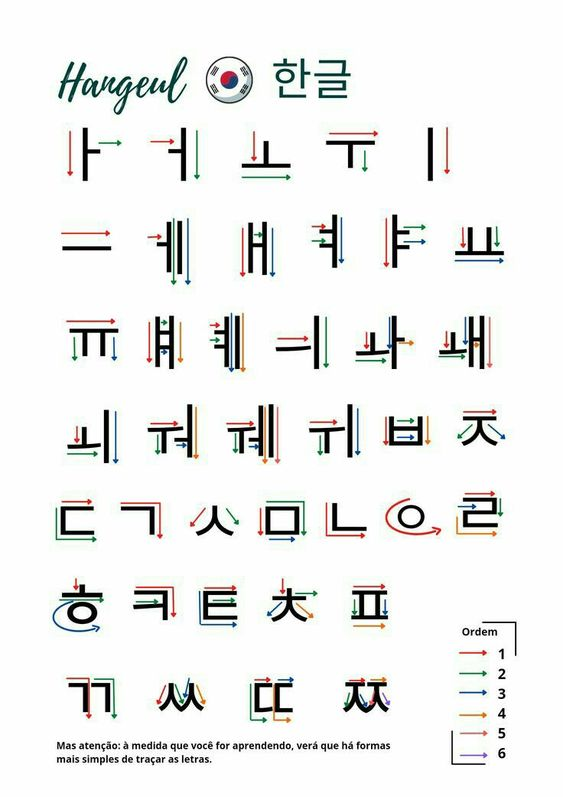 Hangeul 한글
ㅏ ㅓ ㅗ ㅜ ㅣ
ㅡ ㅔ ㅐ ㅕ ㅑ ㅛ
ㅠ ㅒ ㅖ ㅢ ㅘ ㅙ
ㅚ ㅝ ㅞ ㅟ ㅂ ㅈ
ㄷ ㄱ ㅅ ㅁ ㄴ ㅇ ㄹ
ㅎ ㅋ ㅌ ㅊ ㅍ
ㄲ ㅆ ㄸ ㅉ
Ordem
1
2
3
4
5
6
Mas atenção: à medida que você for aprendendo, verá que há formas
mais simples de traçar as letras.